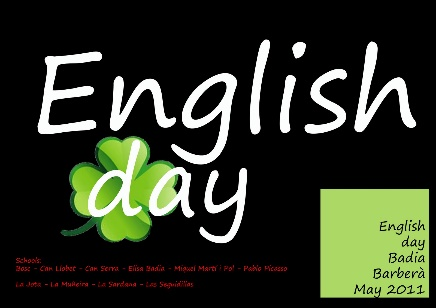 English
day
English
day
Badia
Barberà
May 2011
Schools:
Bosc - Can Llobet - Can Serra - Elisa Badia - Miquel Martí i Pol - Pablo Picasso
La Jota - La Muñeira - La Sardana - Las Seguidillas